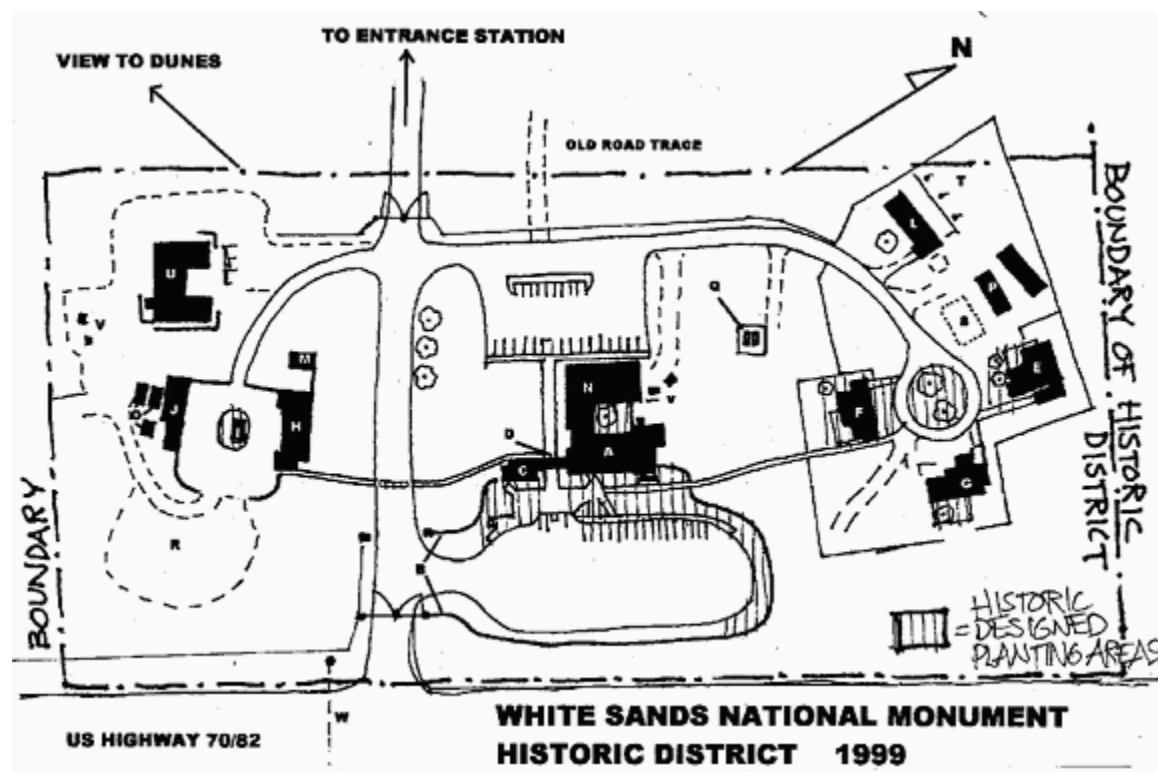 TO ENTRANCE STATION
VIEW TO DUNES
N
OLD ROAD TRACE
BOUNDARY OF HISTORIC
DISTRICT
T
L
U
P
Q
V
S
M
E
N
V
J
H
F
D
A
O
C
G
R
B
BOUNDARY
HISTORIC
= DESIGNED
PLANTING AREAS
W
US HIGHWAY 70/82
WHITE SANDS NATIONAL MONUMENT
HISTORIC DISTRICT 1999